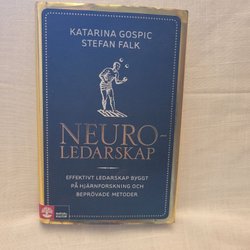 KATARINA GOSPIC
STEFAN FALK
NEURO-
LEDARSKAP
EFFEKTIVT LEDARSKAP BYGGT
PÅ HJÄRNFORSKNING OCH
BEPRÖVADE METODER